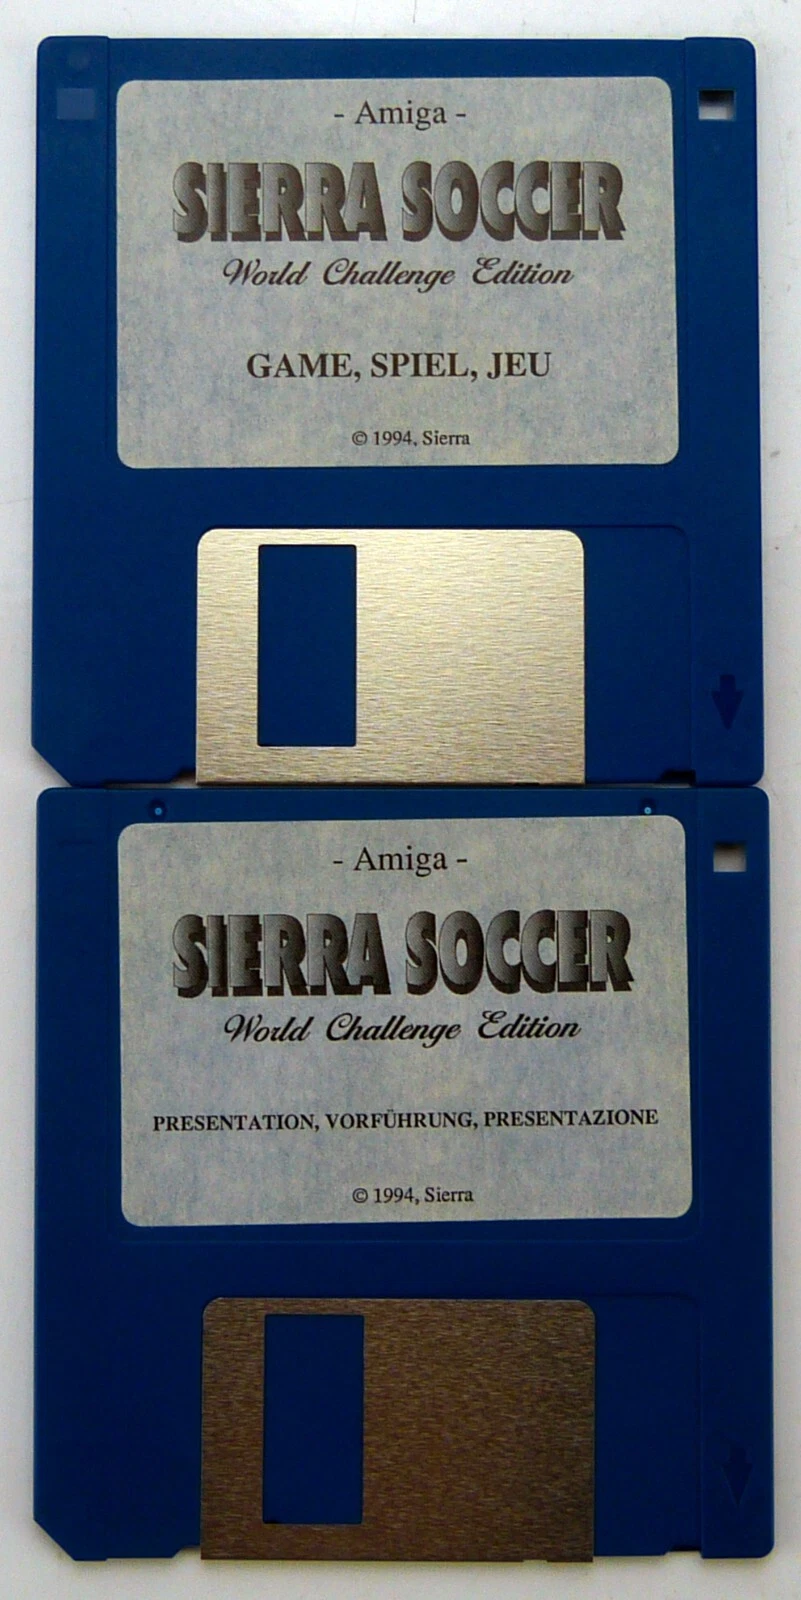 - Amiga -
SIERRA SOCCER
World Challenge Edition
GAME, SPIEL, JEU
© 1994, Sierra
- Amiga -
SIERRA SOCCER
World Challenge Edition
PRESENTATION, VORFÜHRUNG, PRESENTAZIONE
© 1994, Sierra